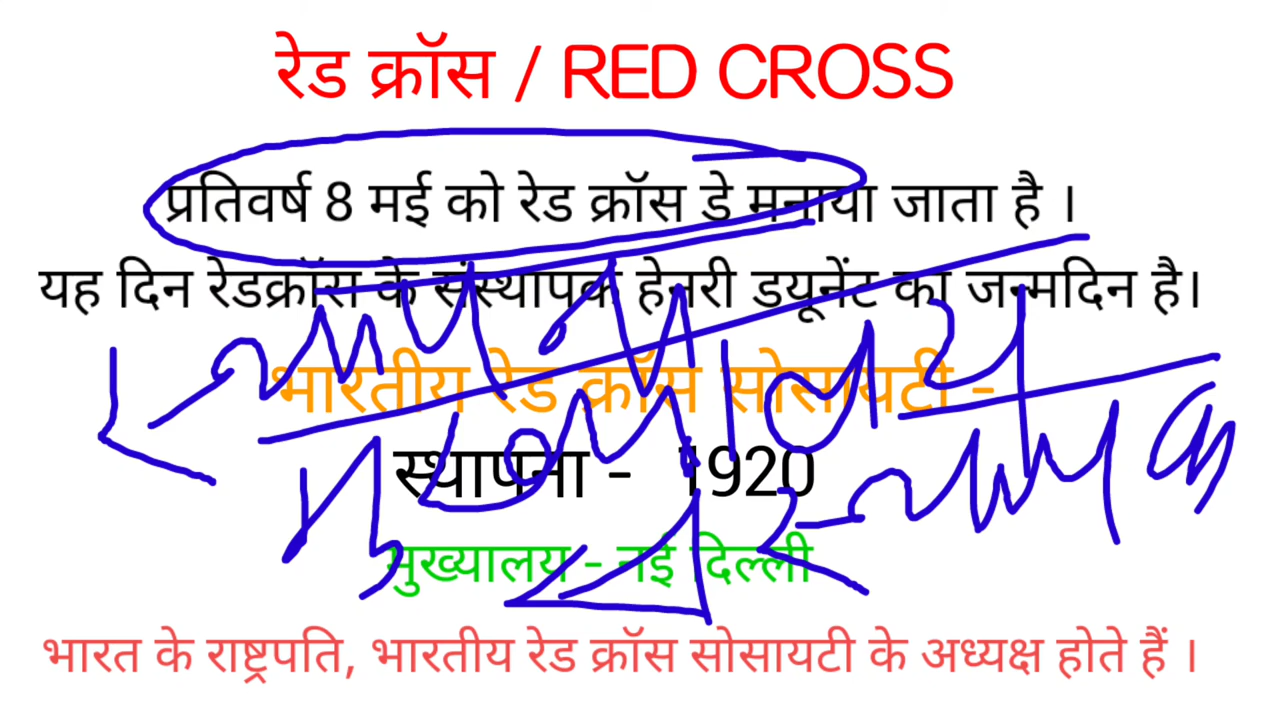 रेड क्रॉस / RED CROSS
प्रतिवर्ष 8 मई को रेड क्रॉस डे मनाया जाता है ।
यह दिन रेडक्रॉस के संस्थापक हेनरी डयूनेंट का जन्मदिन है।
भारतीय रेड क्रॉस सोसायटी -
स्थापना - 1920
मुख्यालय - नई दिल्ली
भारत के राष्ट्रपति, भारतीय रेड क्रॉस सोसायटी के अध्यक्ष होते हैं ।